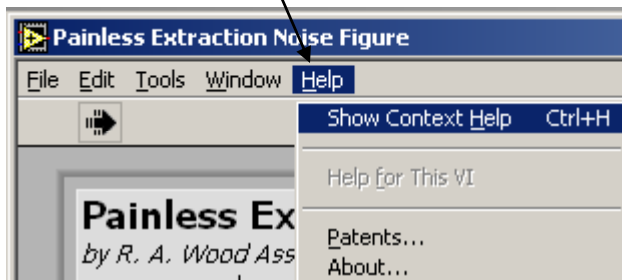 Painless Extraction Noise Figure
File Edit Tools Window Help
Show Context Help Ctrl+H
Help for This VI
Painless Ex
by R. A. Wood Ass
Patents...
About...